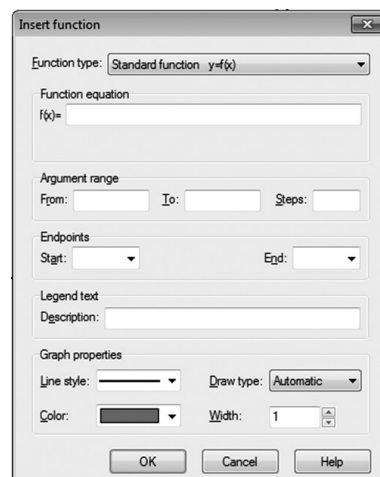 Insert function
Function type: Standard function y=f(x)
Function equation
f(x)=
Argument range
From: To: Steps:
Endpoints
Start: End:
Legend text
Description:
Graph properties
Line style: Draw type: Automatic
Color: Width: 1
OK Cancel Help